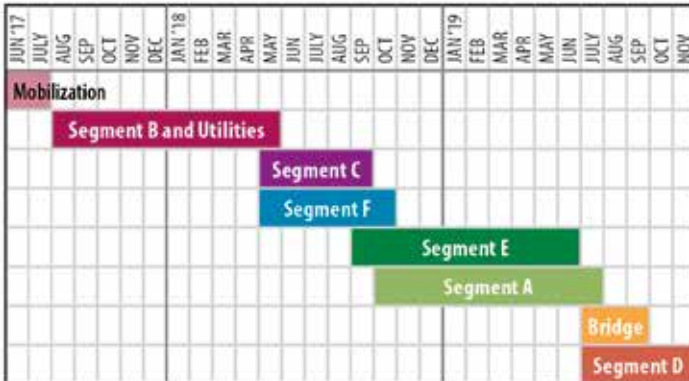 JUN '17 JULY AUG SEP OCT NOV DEC JAN '18 FEB MAR APR MAY JUN JULY AUG SEP OCT NOV DEC JAN '19 FEB MAR APR MAY JUN JULY AUG SEP OCT NOV
Mobilization
Segment B and Utilities
Segment C
Segment F
Segment E
Segment A
Bridge
Segment D